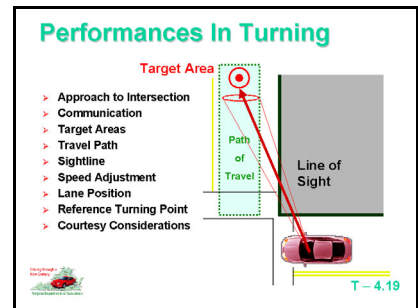 Performances In Turning
Target Area
Approach to Intersection
Communication
Target Areas
Travel Path
Sightline
Speed Adjustment
Lane Position
Reference Turning Point
Courtesy Considerations
Path
of
Travel
Line of
Sight
T – 4.19